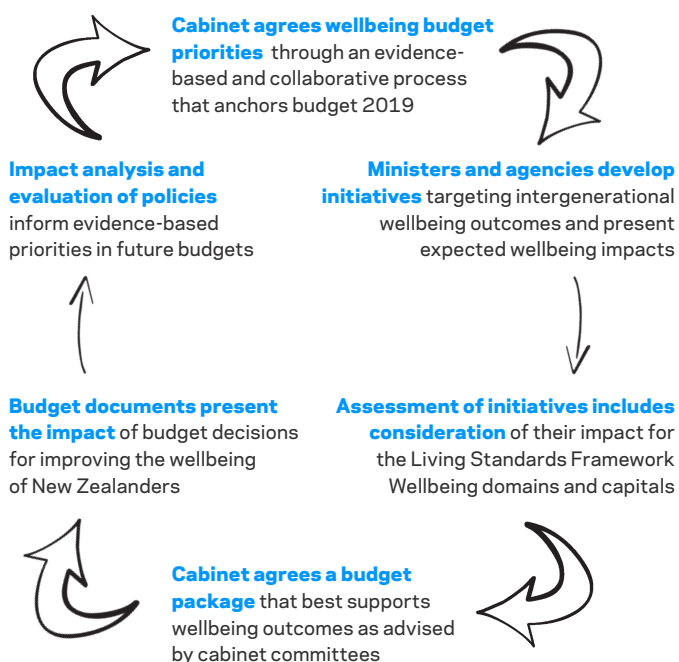 Cabinet agrees wellbeing budget
priorities through an evidence-
based and collaborative process
that anchors budget 2019
Ministers and agencies develop
initiatives targeting intergenerational
wellbeing outcomes and present
expected wellbeing impacts
Assessment of initiatives includes
consideration of their impact for
the Living Standards Framework
Wellbeing domains and capitals
Cabinet agrees a budget
package that best supports
wellbeing outcomes as advised
by cabinet committees
Budget documents present
the impact of budget decisions
for improving the wellbeing
of New Zealanders
Impact analysis and
evaluation of policies
inform evidence-based
priorities in future budgets